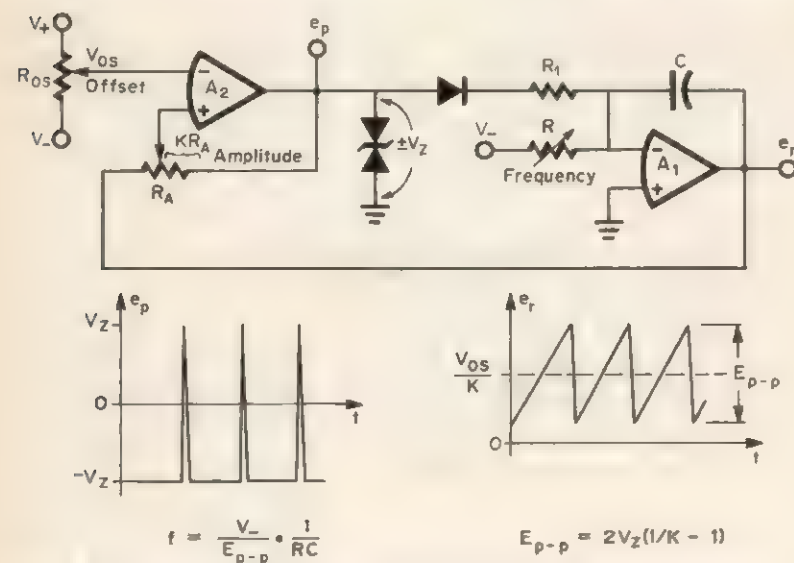 V+
ROS
V-
VOS
Offset
-
A2
+
KRA
Amplitude
RA
ep
±VZ
R1
V-
R
Frequency
C
-
A1
+
er
ep
VZ
0
-VZ
t
er
VOS
K
0
t
Ep-p
f = V-/Ep-p • 1/RC
Ep-p = 2VZ(1/K - 1)